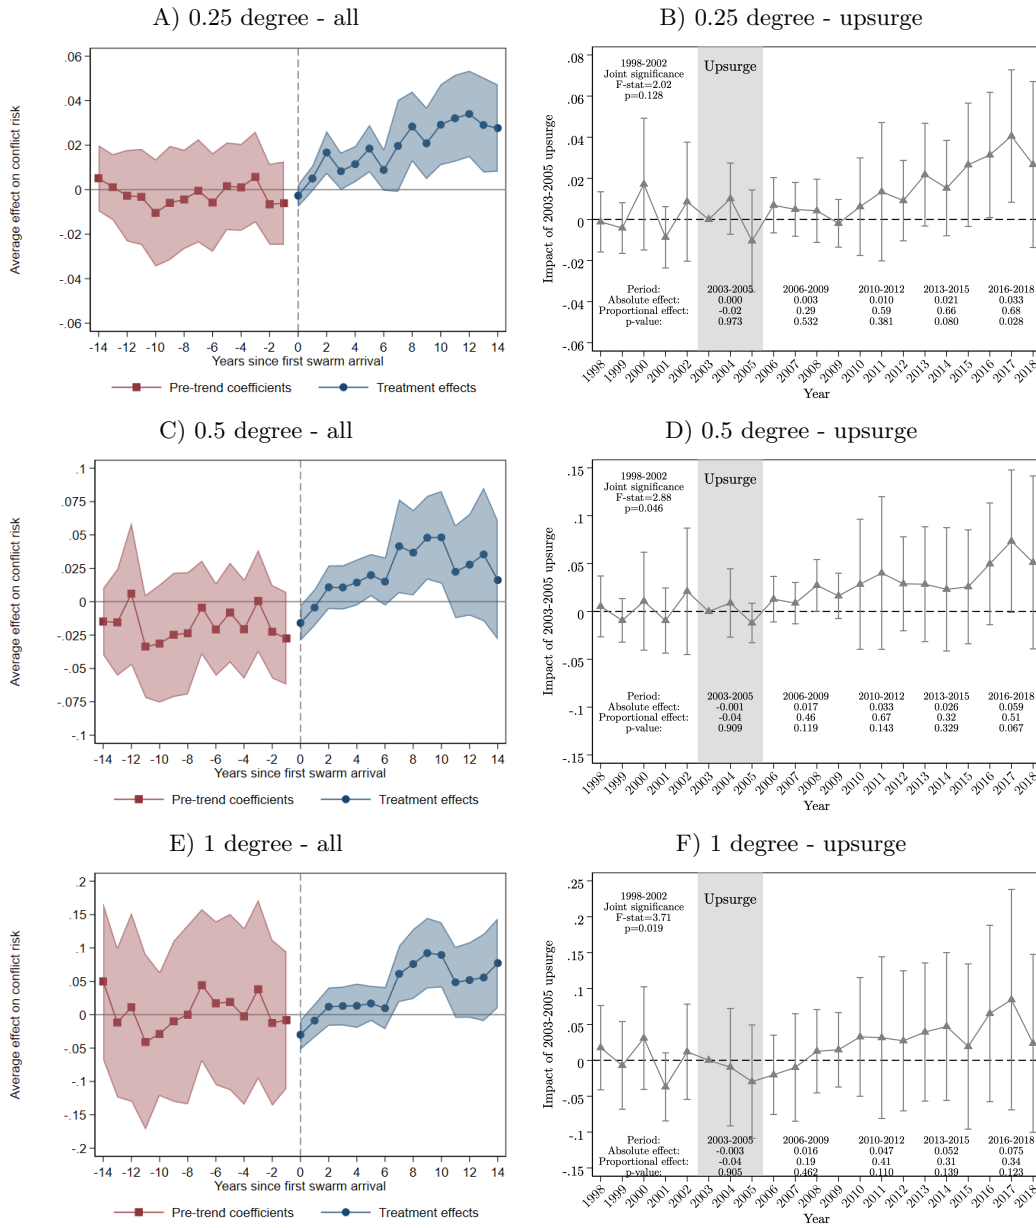 A) 0.25 degree - all
Average effect on conflict risk
.06
.04
.02
0
-.02
-.04
-.06
-14 -12 -10 -8 -6 -4 -2 0 2 4 6 8 10 12 14
Years since first swarm arrival
Pre-trend coefficients Treatment effects
B) 0.25 degree - upsurge
Impact of 2003-2005 upsurge
.08
.06
.04
.02
0
-.02
-.04
-.06
1998-2002
Joint significance
F-stat=2.02
p=0.128
Upsurge
Period: 2003-2005 2006-2009 2010-2012 2013-2015 2016-2018
Absolute effect: 0.000 0.003 0.010 0.021 0.033
Proportional effect: -0.02 0.29 0.59 0.66 0.68
p-value: 0.973 0.532 0.381 0.080 0.028
1998 1999 2000 2001 2002 2003 2004 2005 2006 2007 2008 2009 2010 2011 2012 2013 2014 2015 2016 2017 2018
Year
C) 0.5 degree - all
Average effect on conflict risk
.1
.075
.05
.025
0
-.025
-.05
-.075
-.1
-14 -12 -10 -8 -6 -4 -2 0 2 4 6 8 10 12 14
Years since first swarm arrival
Pre-trend coefficients Treatment effects
D) 0.5 degree - upsurge
Impact of 2003-2005 upsurge
.15
.1
.05
0
-.05
-.1
-.15
1998-2002
Joint significance
F-stat=2.88
p=0.046
Upsurge
Period: 2003-2005 2006-2009 2010-2012 2013-2015 2016-2018
Absolute effect: -0.001 0.017 0.033 0.026 0.059
Proportional effect: -0.04 0.46 0.67 0.32 0.51
p-value: 0.909 0.119 0.143 0.329 0.067
1998 1999 2000 2001 2002 2003 2004 2005 2006 2007 2008 2009 2010 2011 2012 2013 2014 2015 2016 2017 2018
Year
E) 1 degree - all
Average effect on conflict risk
.2
.15
.1
.05
0
-.05
-.1
-.15
-.2
-14 -12 -10 -8 -6 -4 -2 0 2 4 6 8 10 12 14
Years since first swarm arrival
Pre-trend coefficients Treatment effects
F) 1 degree - upsurge
Impact of 2003-2005 upsurge
.25
.2
.15
.1
.05
0
-.05
-.1
-.15
1998-2002
Joint significance
F-stat=3.71
p=0.019
Upsurge
Period: 2003-2005 2006-2009 2010-2012 2013-2015 2016-2018
Absolute effect: -0.003 0.016 0.047 0.052 0.075
Proportional effect: -0.04 0.19 0.41 0.31 0.34
p-value: 0.905 0.462 0.110 0.139 0.123
1998 1999 2000 2001 2002 2003 2004 2005 2006 2007 2008 2009 2010 2011 2012 2013 2014 2015 2016 2017 2018
Year